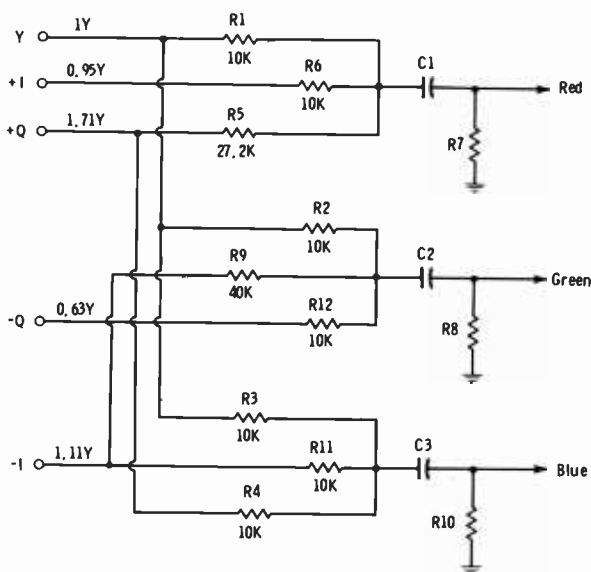 Y 1Y R1
10K
+I 0.95Y R6 C1 Red
10K
+Q 1.71Y R5
27.2K
R7
R2
10K
R9 C2 Green
40K
-Q 0.63Y R12
10K
R8
R3
10K
-I 1.11Y R11 C3 Blue
10K
R4
10K
R10